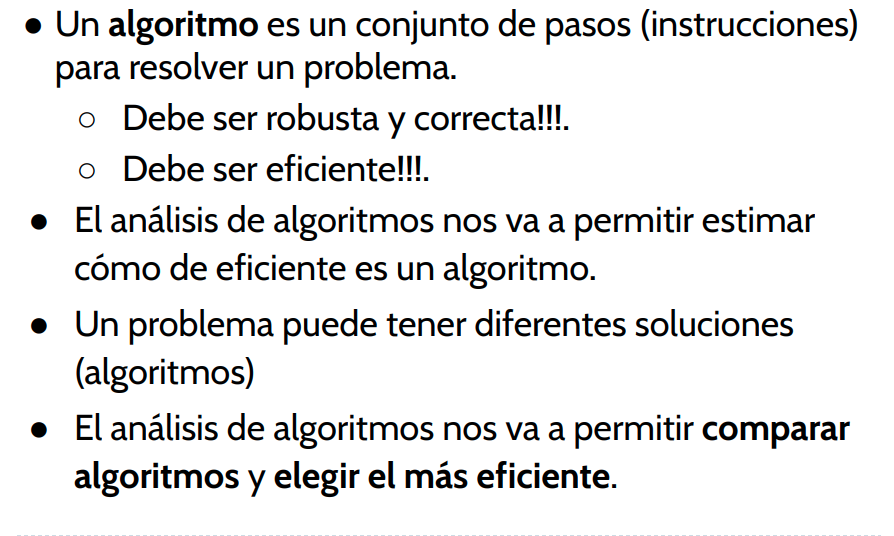 ● Un algoritmo es un conjunto de pasos (instrucciones)
para resolver un problema.
○ Debe ser robusta y correcta!!!.
○ Debe ser eficiente!!!.
● El análisis de algoritmos nos va a permitir estimar
cómo de eficiente es un algoritmo.
● Un problema puede tener diferentes soluciones
(algoritmos)
● El análisis de algoritmos nos va a permitir comparar
algoritmos y elegir el más eficiente.